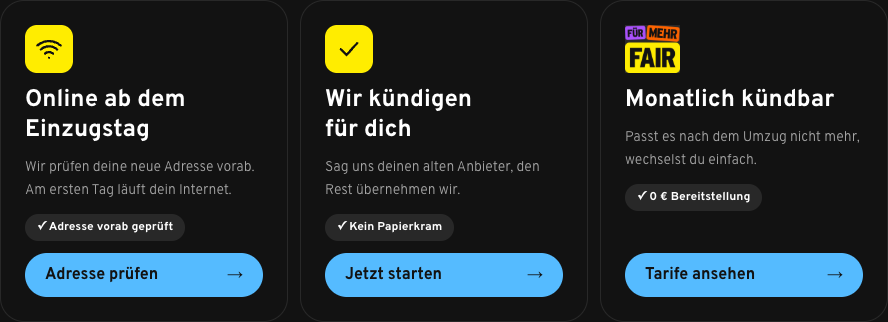 Online ab dem
Einzugstag
Wir prüfen deine neue Adresse vorab.
Am ersten Tag läuft dein Internet.
✓ Adresse vorab geprüft
Adresse prüfen →
Wir kündigen
für dich
Sag uns deinen alten Anbieter, den
Rest übernehmen wir.
✓ Kein Papierkram
Jetzt starten →
FÜR MEHR
FAIR
Monatlich kündbar
Passt es nach dem Umzug nicht mehr,
wechselst du einfach.
✓ 0 € Bereitstellung
Tarife ansehen →